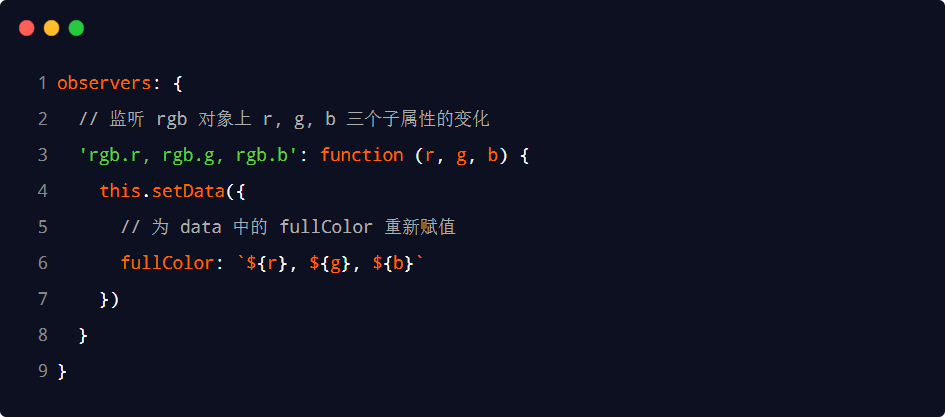 1 observers: {
2   // 监听 rgb 对象上 r, g, b 三个子属性的变化
3   'rgb.r, rgb.g, rgb.b': function (r, g, b) {
4     this.setData({
5       // 为 data 中的 fullColor 重新赋值
6       fullColor: `${r}, ${g}, ${b}`
7     })
8   }
9 }